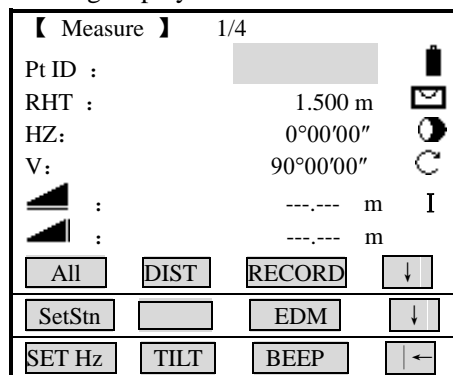 【 Measure 】 1/4
Pt ID ：
RHT ： 1.500 m
HZ： 0°00′00″
V： 90°00′00″
： ---.--- m I
： ---.--- m
All DIST RECORD ↓
SetStn EDM ↓
SET Hz TILT BEEP |←